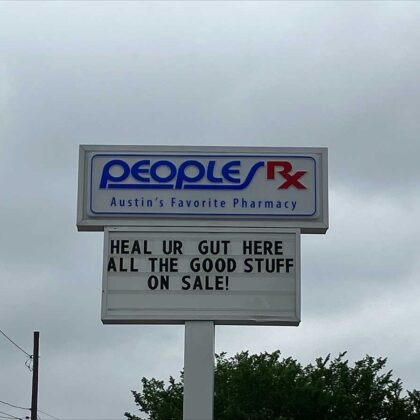 PEOPLES RX
Austin's Favorite Pharmacy
HEAL UR GUT HERE
ALL THE GOOD STUFF
ON SALE!